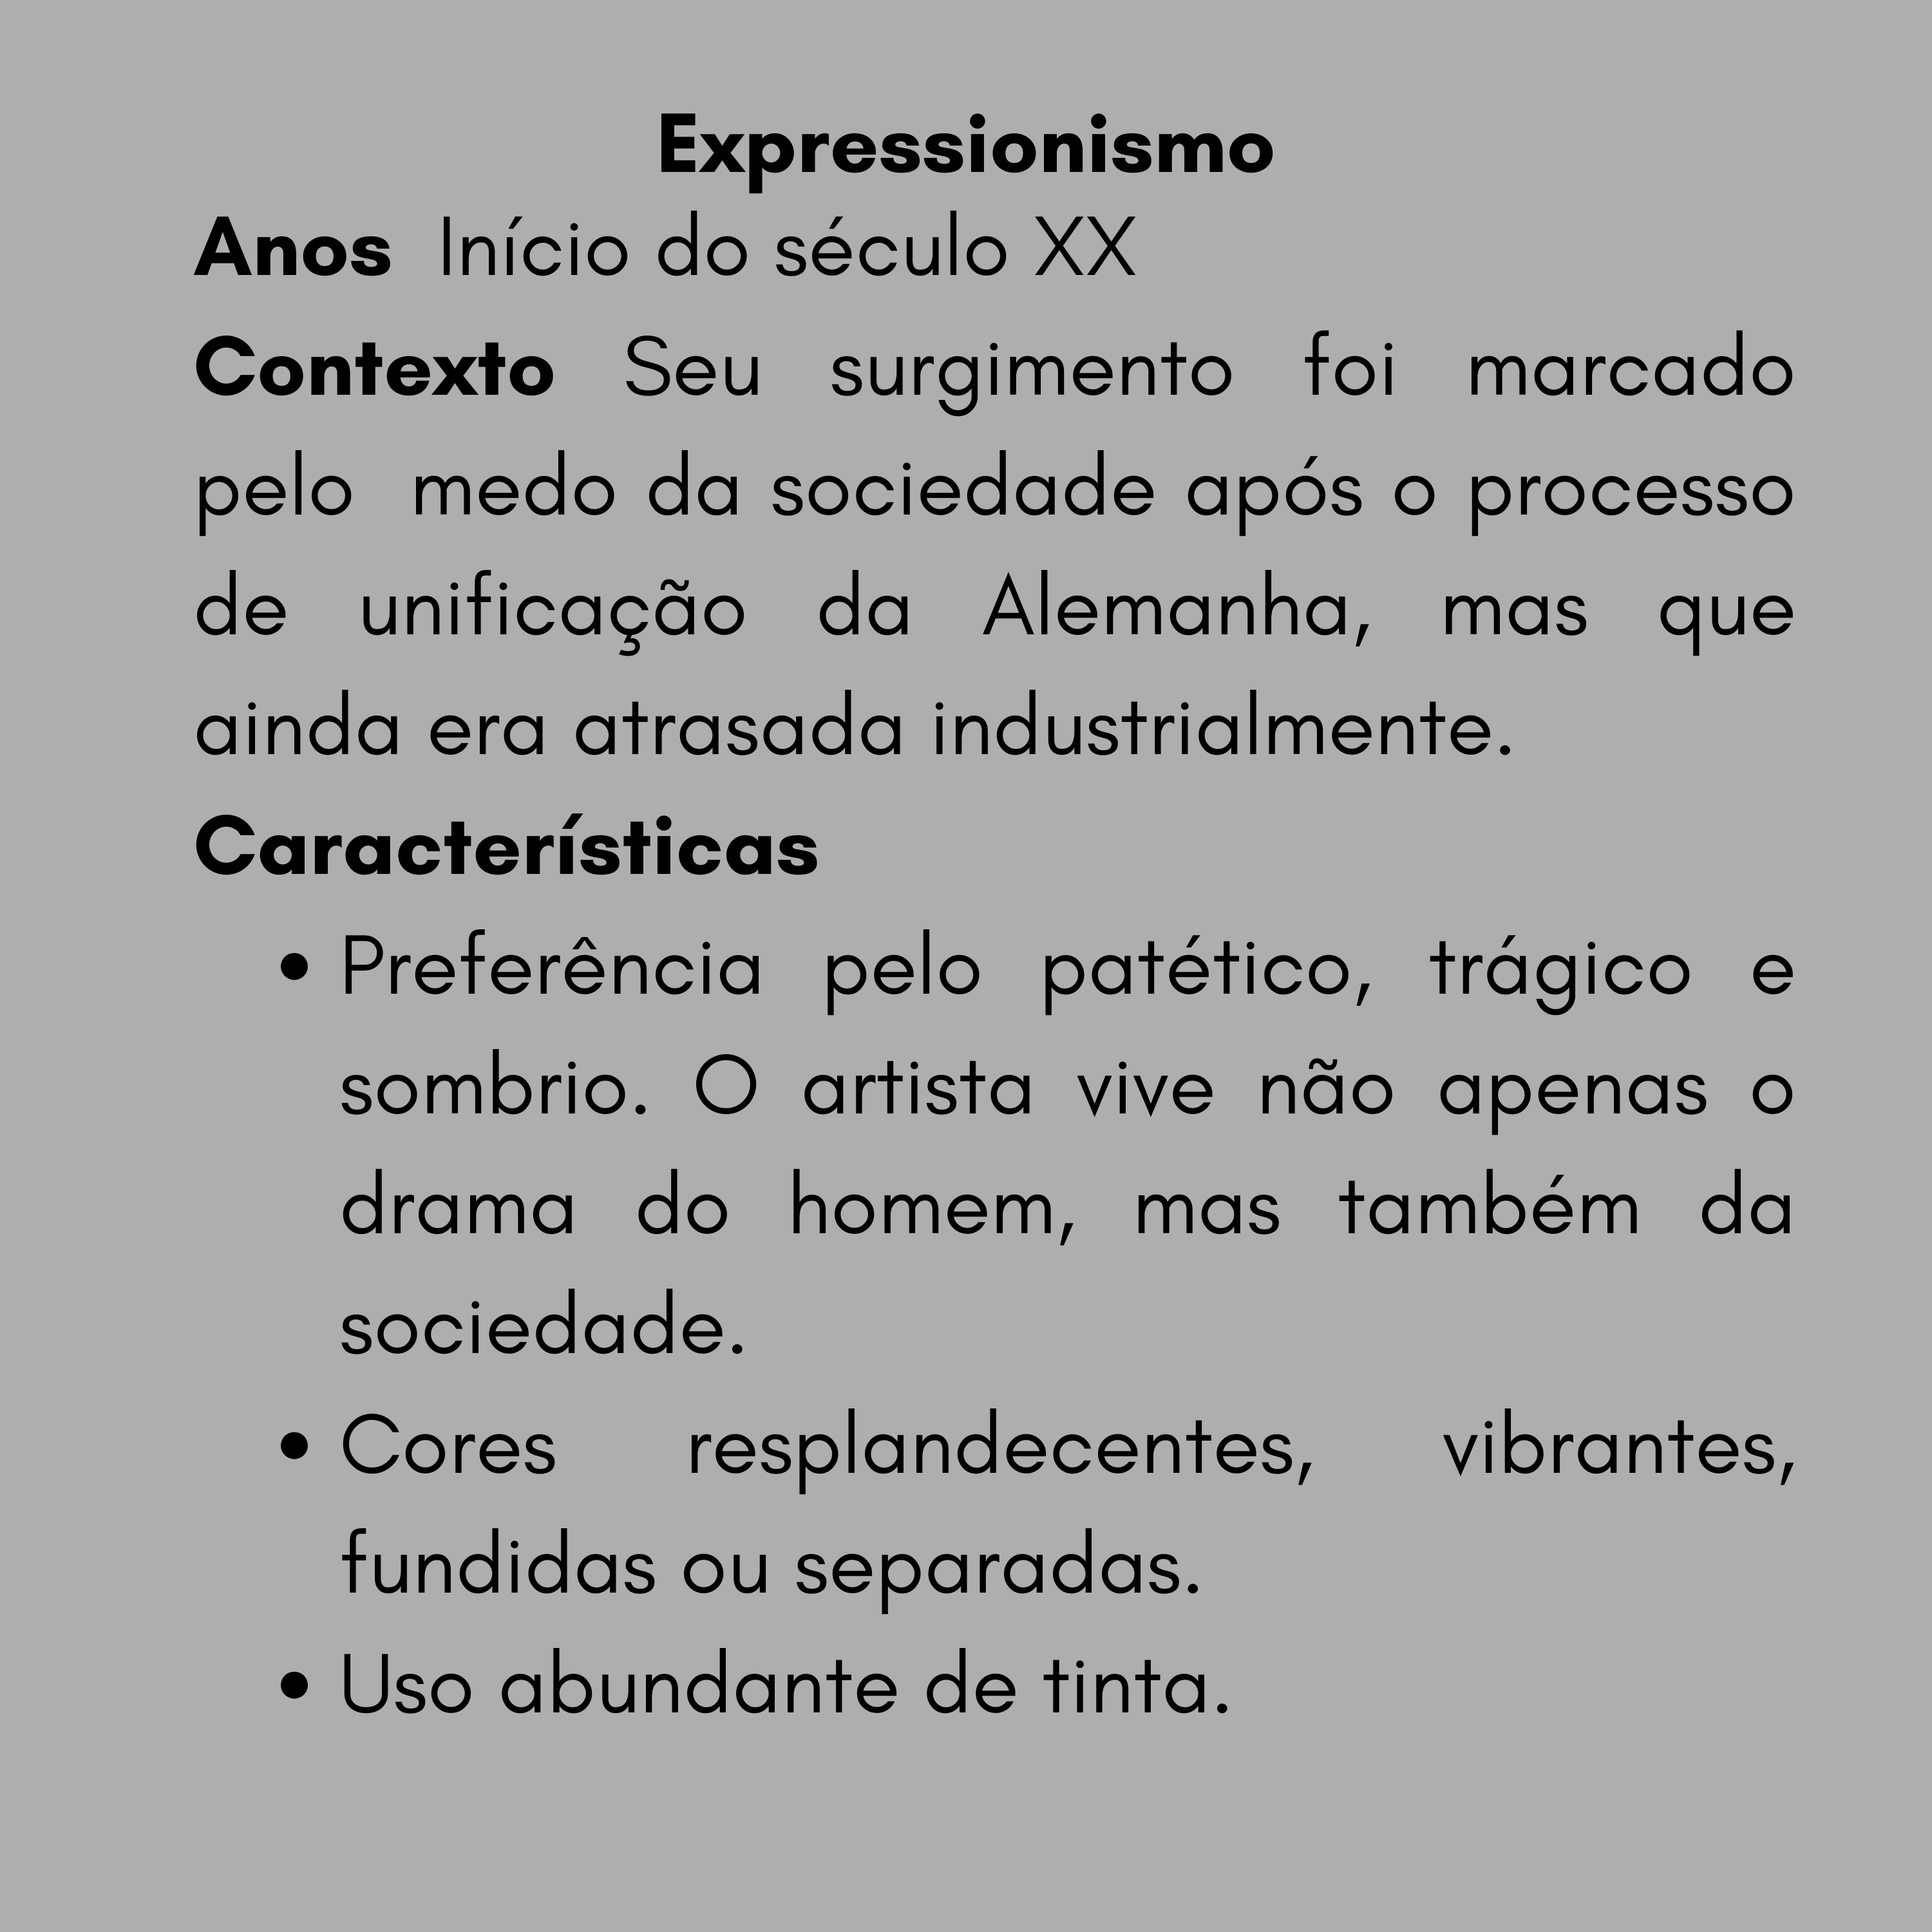 Expressionismo
Anos Início do século XX
Contexto Seu surgimento foi marcado
pelo medo da sociedade após o processo
de unificação da Alemanha, mas que
ainda era atrasada industrialmente.
Características
• Preferência pelo patético, trágico e
sombrio. O artista vive não apenas o
drama do homem, mas também da
sociedade.
• Cores resplandecentes, vibrantes,
fundidas ou separadas.
• Uso abundante de tinta.